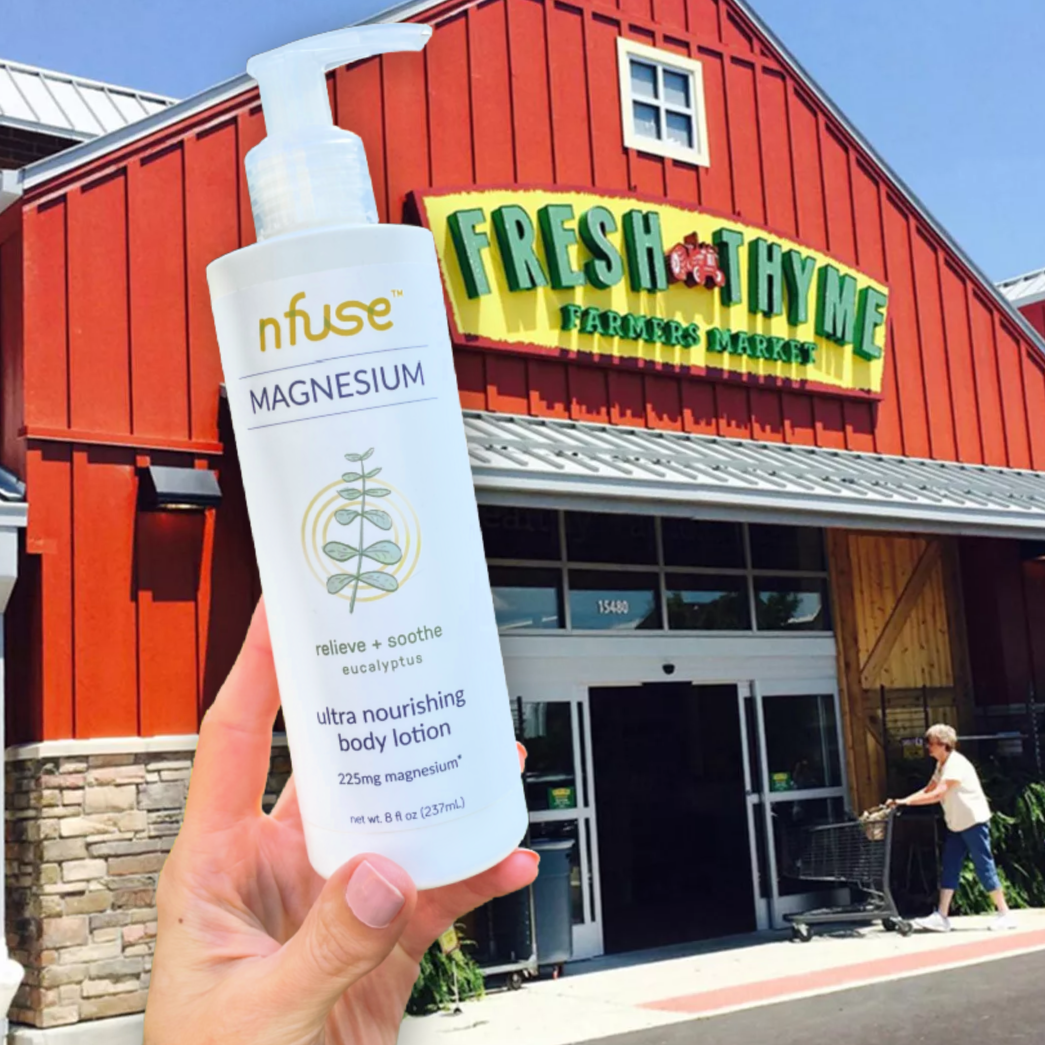 nfuse™
MAGNESIUM
relieve + soothe
eucalyptus
ultra nourishing
body lotion
225mg magnesium*
net wt. 8 fl oz (237mL)
FRESH THYME
FARMERS MARKET
15480